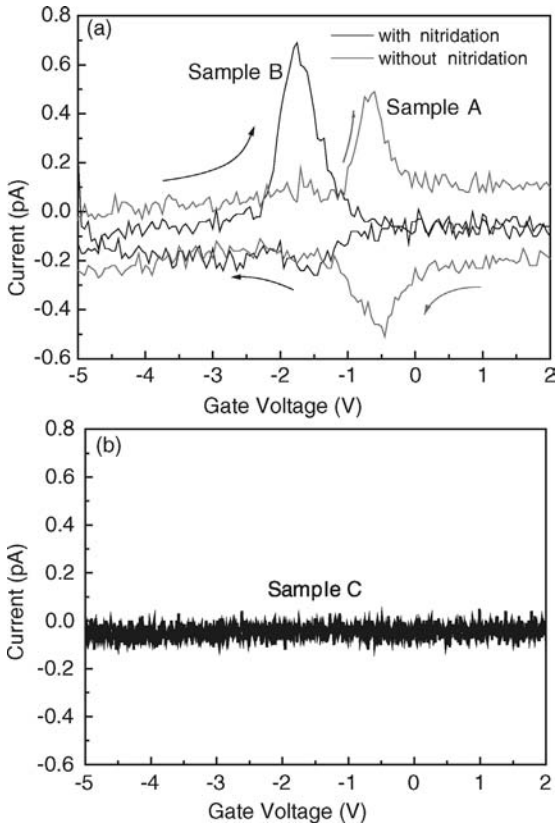 (a)
with nitridation
without nitridation
Sample B
Sample A
0.8
0.6
0.4
0.2
0.0
-0.2
-0.4
-0.6
Current (pA)
-5 -4 -3 -2 -1 0 1 2
Gate Voltage (V)
(b)
Sample C
0.8
0.6
0.4
0.2
0.0
-0.2
-0.4
-0.6
Current (pA)
-5 -4 -3 -2 -1 0 1 2
Gate Voltage (V)